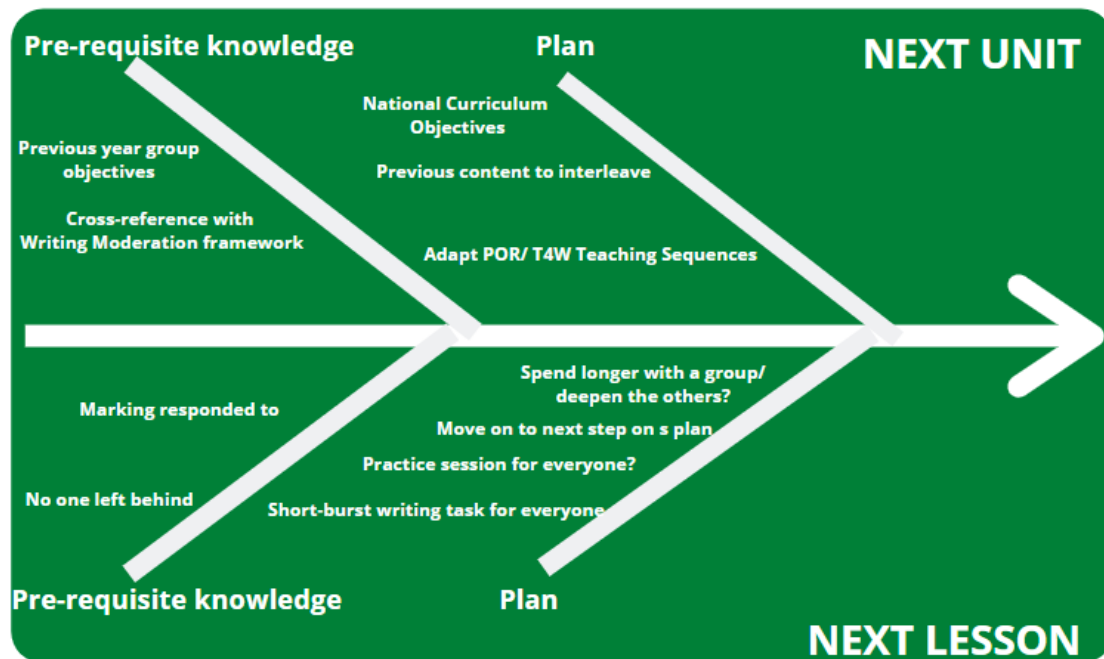 Pre-requisite knowledge
Previous year group
objectives
Cross-reference with
Writing Moderation framework
Plan
National Curriculum
Objectives
Previous content to interleave
Adapt POR/ T4W Teaching Sequences
NEXT UNIT
Marking responded to
No one left behind
Pre-requisite knowledge
Spend longer with a group/
deepen the others?
Move on to next step on s plan
Practice session for everyone?
Short-burst writing task for everyone
Plan
NEXT LESSON